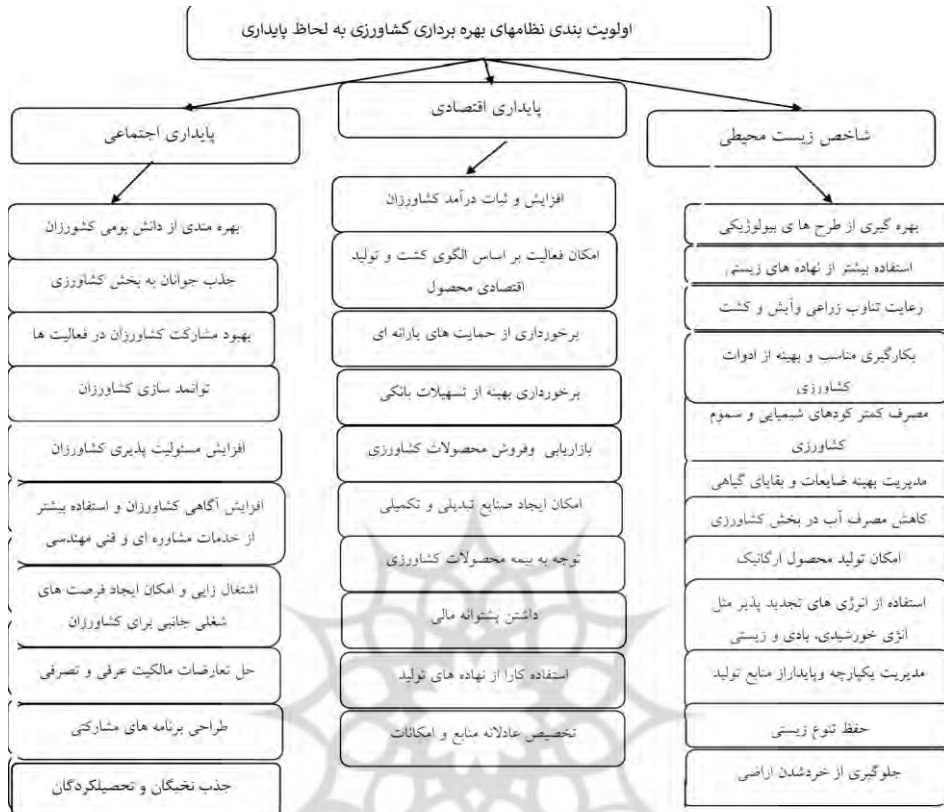 اولویت بندی نظامهای بهره برداری کشاورزی به لحاظ پایداری
شاخص زیست محیطی
بهره گیری از طرح ها ی بیولوژیکی
استفاده بیشتر از نهاده های زیستی
رعایت تناوب زراعی وآیش و کشت
بکارگیری مناسب و بهینه از ادوات
کشاورزی
مصرف کمتر کودهای شیمیایی و سموم
کشاورزی
مدیریت بهینه ضایعات و بقایای گیاهی
کاهش مصرف آب در بخش کشاورزی
امکان تولید محصول ارگانیک
استفاده از انرژی های تجدید پذیر مثل
انژی خورشیدی، بادی و زیستی
مدیریت یکپارچه وپایداراز منابع تولید
حفظ تنوع زیستی
جلوگیری از خردشدن اراضی
پایداری اقتصادی
افزایش و ثبات درآمد کشاورزان
امکان فعالیت بر اساس الگوی کشت و تولید
اقتصادی محصول
برخورداری از حمایت های یارانه ای
برخورداری بهینه از تسهیلات بانکی
بازاریابی وفروش محصولات کشاورزی
امکان ایجاد صنایع تبدیلی و تکمیلی
توجه به بیمه محصولات کشاورزی
داشتن پشتوانه مالی
استفاده کارا از نهاده های تولید
تخصیص عادلانه منابع و امکانات
پایداری اجتماعی
بهره مندی از دانش بومی کشورزان
جذب جوانان به بخش کشاورزی
بهبود مشارکت کشاورزان در فعالیت ها
توانمد سازی کشاورزان
افزایش مسئولیت پذیری کشاورزان
افزایش آگاهی کشاورزان و استفاده بیشتر
از خدمات مشاوره ای و فنی مهندسی
اشتغال زایی و امکان ایجاد فرصت های
شغلی جانبی برای کشاورزان
حل تعارضات مالکیت عرفی و تصرفی
طراحی برنامه های مشارکتی
جذب نخبگان و تحصیلکردگان